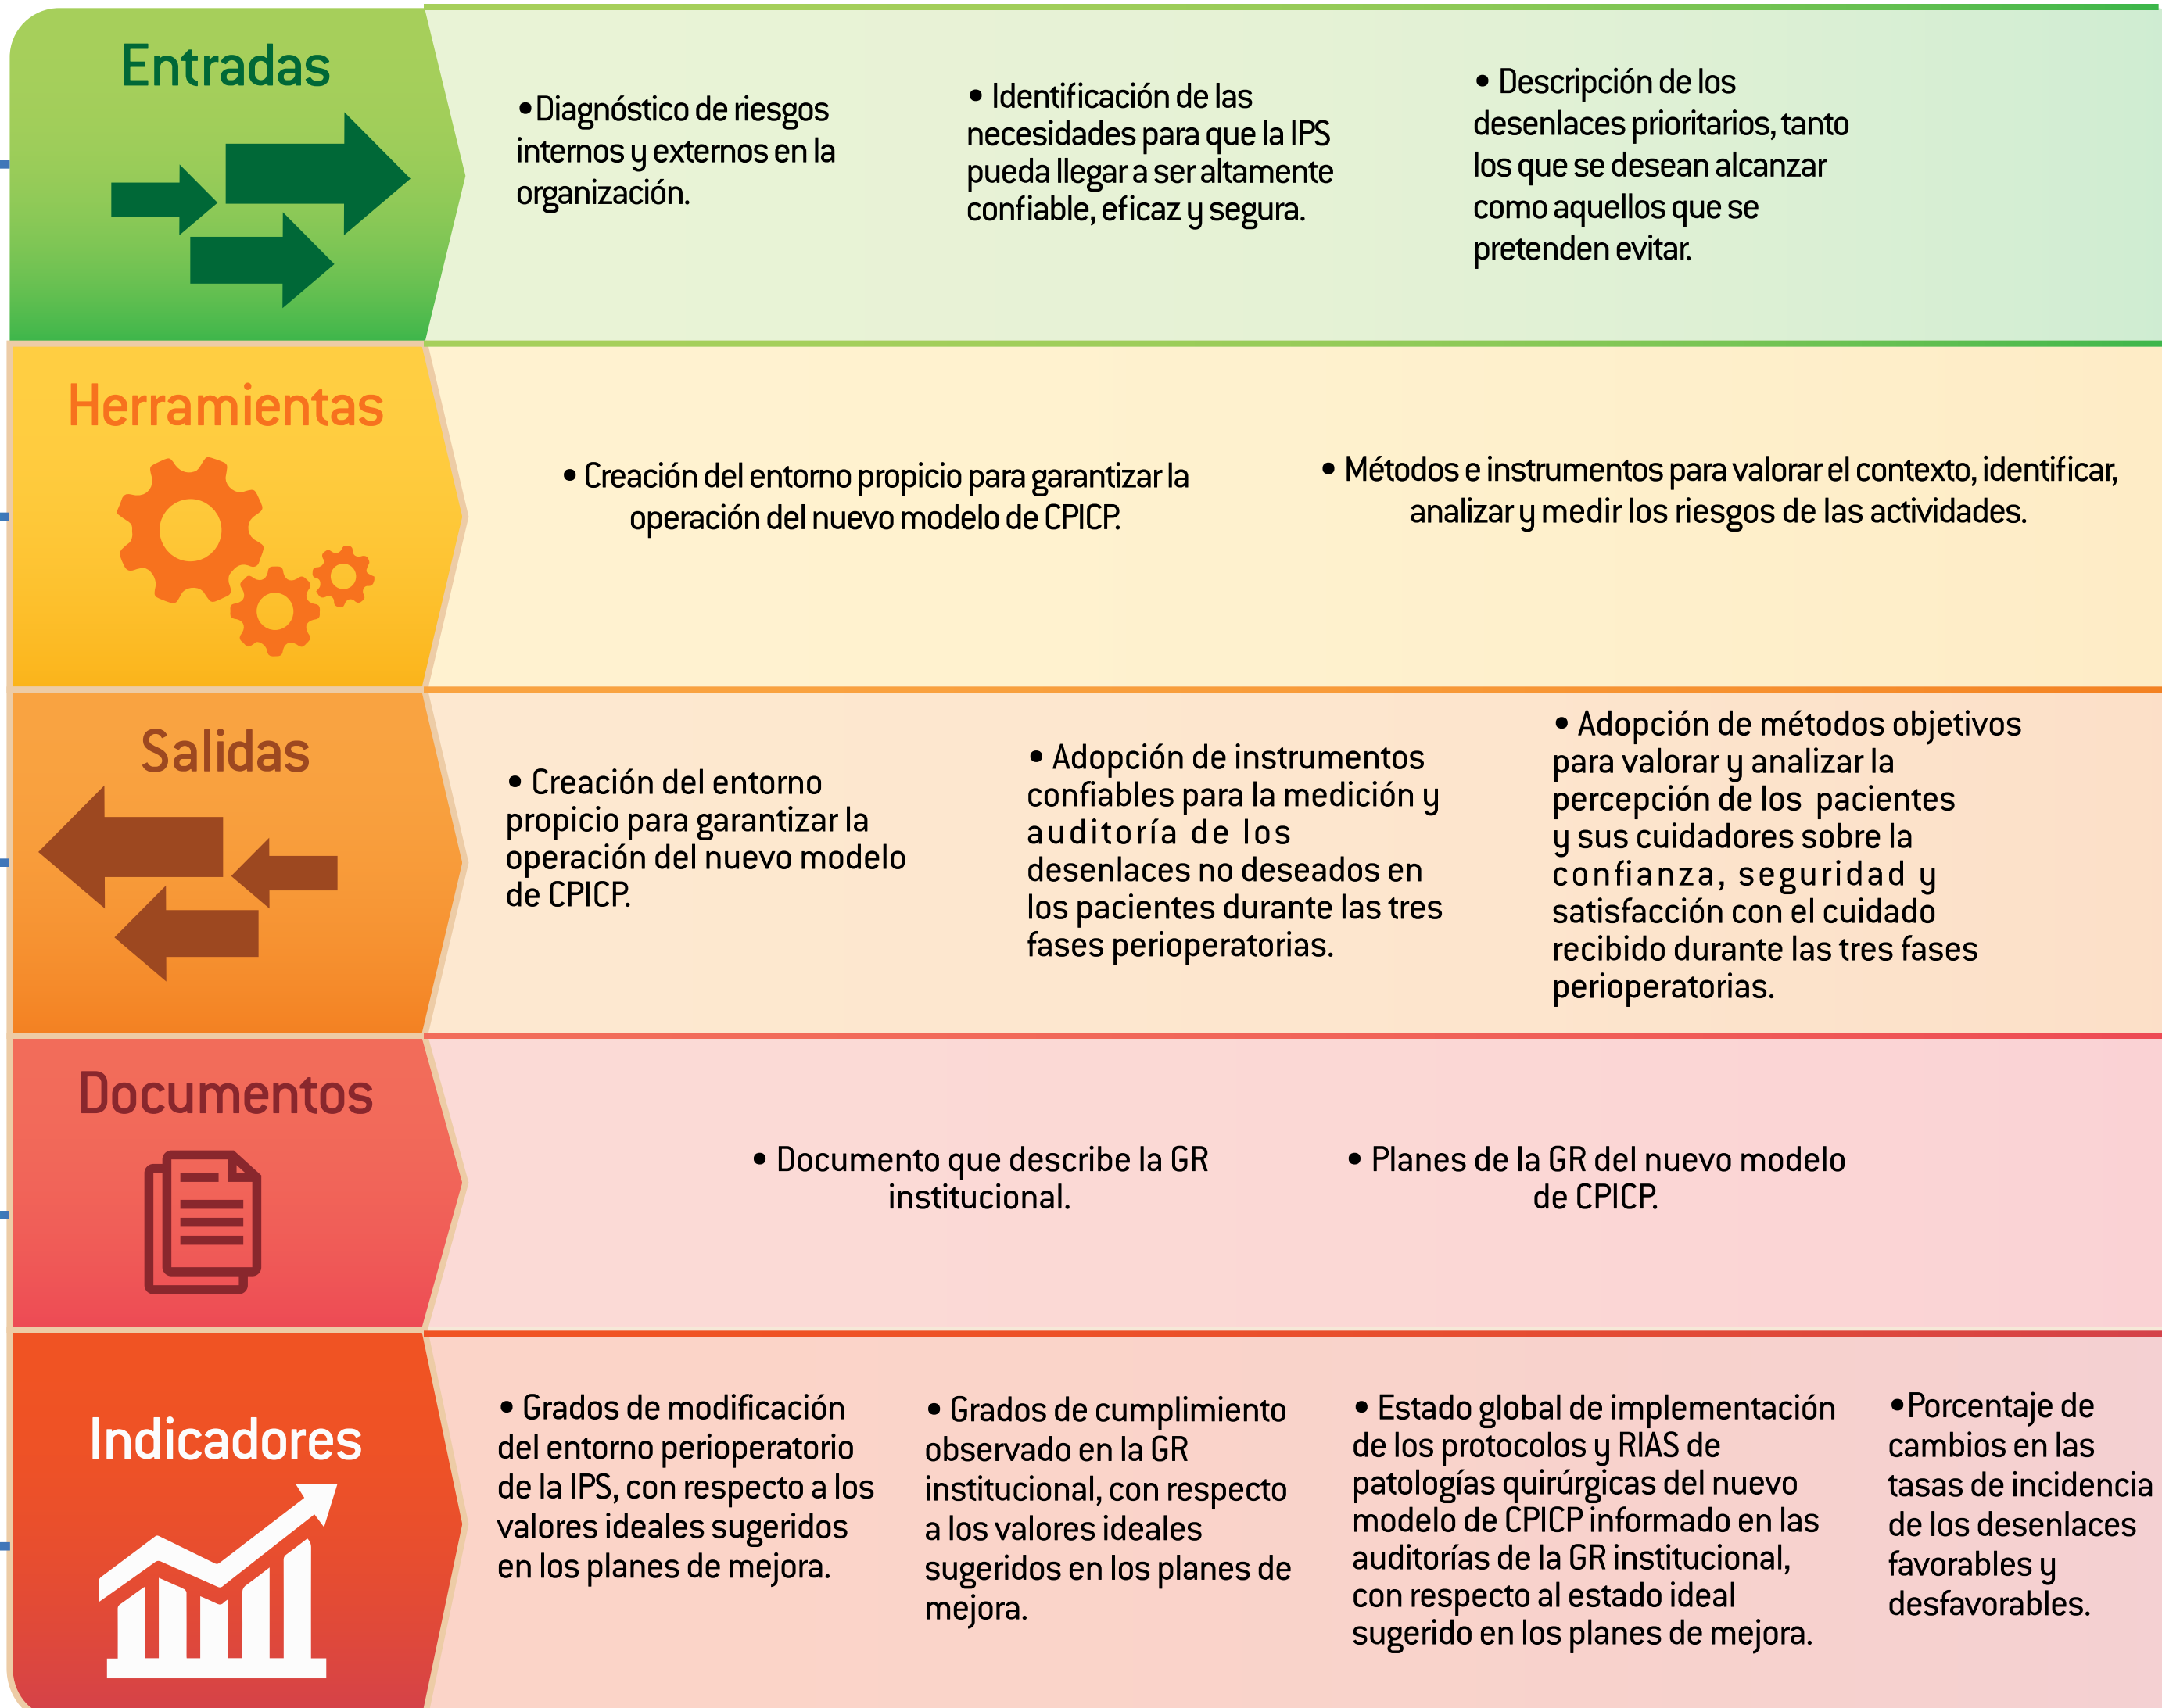 Entradas
•Diagnóstico de riesgos
internos y externos en la
organización.
• Identificación de las
necesidades para que la IPS
pueda llegar a ser altamente
confiable, eficaz y segura.
• Descripción de los
desenlaces prioritarios, tanto
los que se desean alcanzar
como aquellos que se
pretenden evitar.
Herramientas
• Creación del entorno propicio para garantizar la
operación del nuevo modelo de CPICP.
• Métodos e instrumentos para valorar el contexto, identificar,
analizar y medir los riesgos de las actividades.
Salidas
• Creación del entorno
propicio para garantizar la
operación del nuevo modelo
de CPICP.
• Adopción de instrumentos
confiables para la medición y
auditoría de los
desenlaces no deseados en
los pacientes durante las tres
fases perioperatorias.
• Adopción de métodos objetivos
para valorar y analizar la
percepción de los pacientes
y sus cuidadores sobre la
confianza, seguridad y
satisfacción con el cuidado
recibido durante las tres fases
perioperatorias.
Documentos
• Documento que describe la GR
institucional.
• Planes de la GR del nuevo modelo
de CPICP.
Indicadores
• Grados de modificación
del entorno perioperatorio
de la IPS, con respecto a los
valores ideales sugeridos
en los planes de mejora.
• Grados de cumplimiento
observado en la GR
institucional, con respecto
a los valores ideales
sugeridos en los planes de
mejora.
• Estado global de implementación
de los protocolos y RIAS de
patologías quirúrgicas del nuevo
modelo de CPICP informado en las
auditorías de la GR institucional,
con respecto al estado ideal
sugerido en los planes de mejora.
•Porcentaje de
cambios en las
tasas de incidencia
de los desenlaces
favorables y
desfavorables.